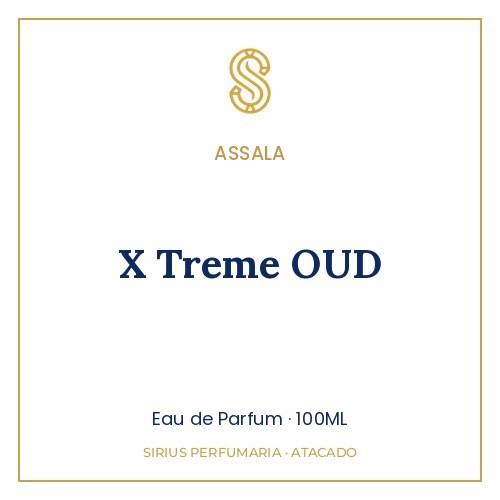 ASSALA
X Treme OUD
Eau de Parfum · 100ML
SIRIUS PERFUMARIA · ATACADO